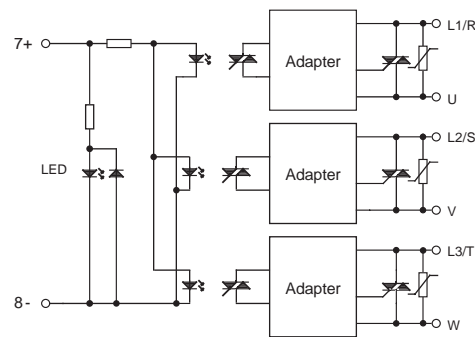 L1/R
7+
Adapter
U
L2/S
LED
Adapter
V
L3/T
8-
Adapter
W